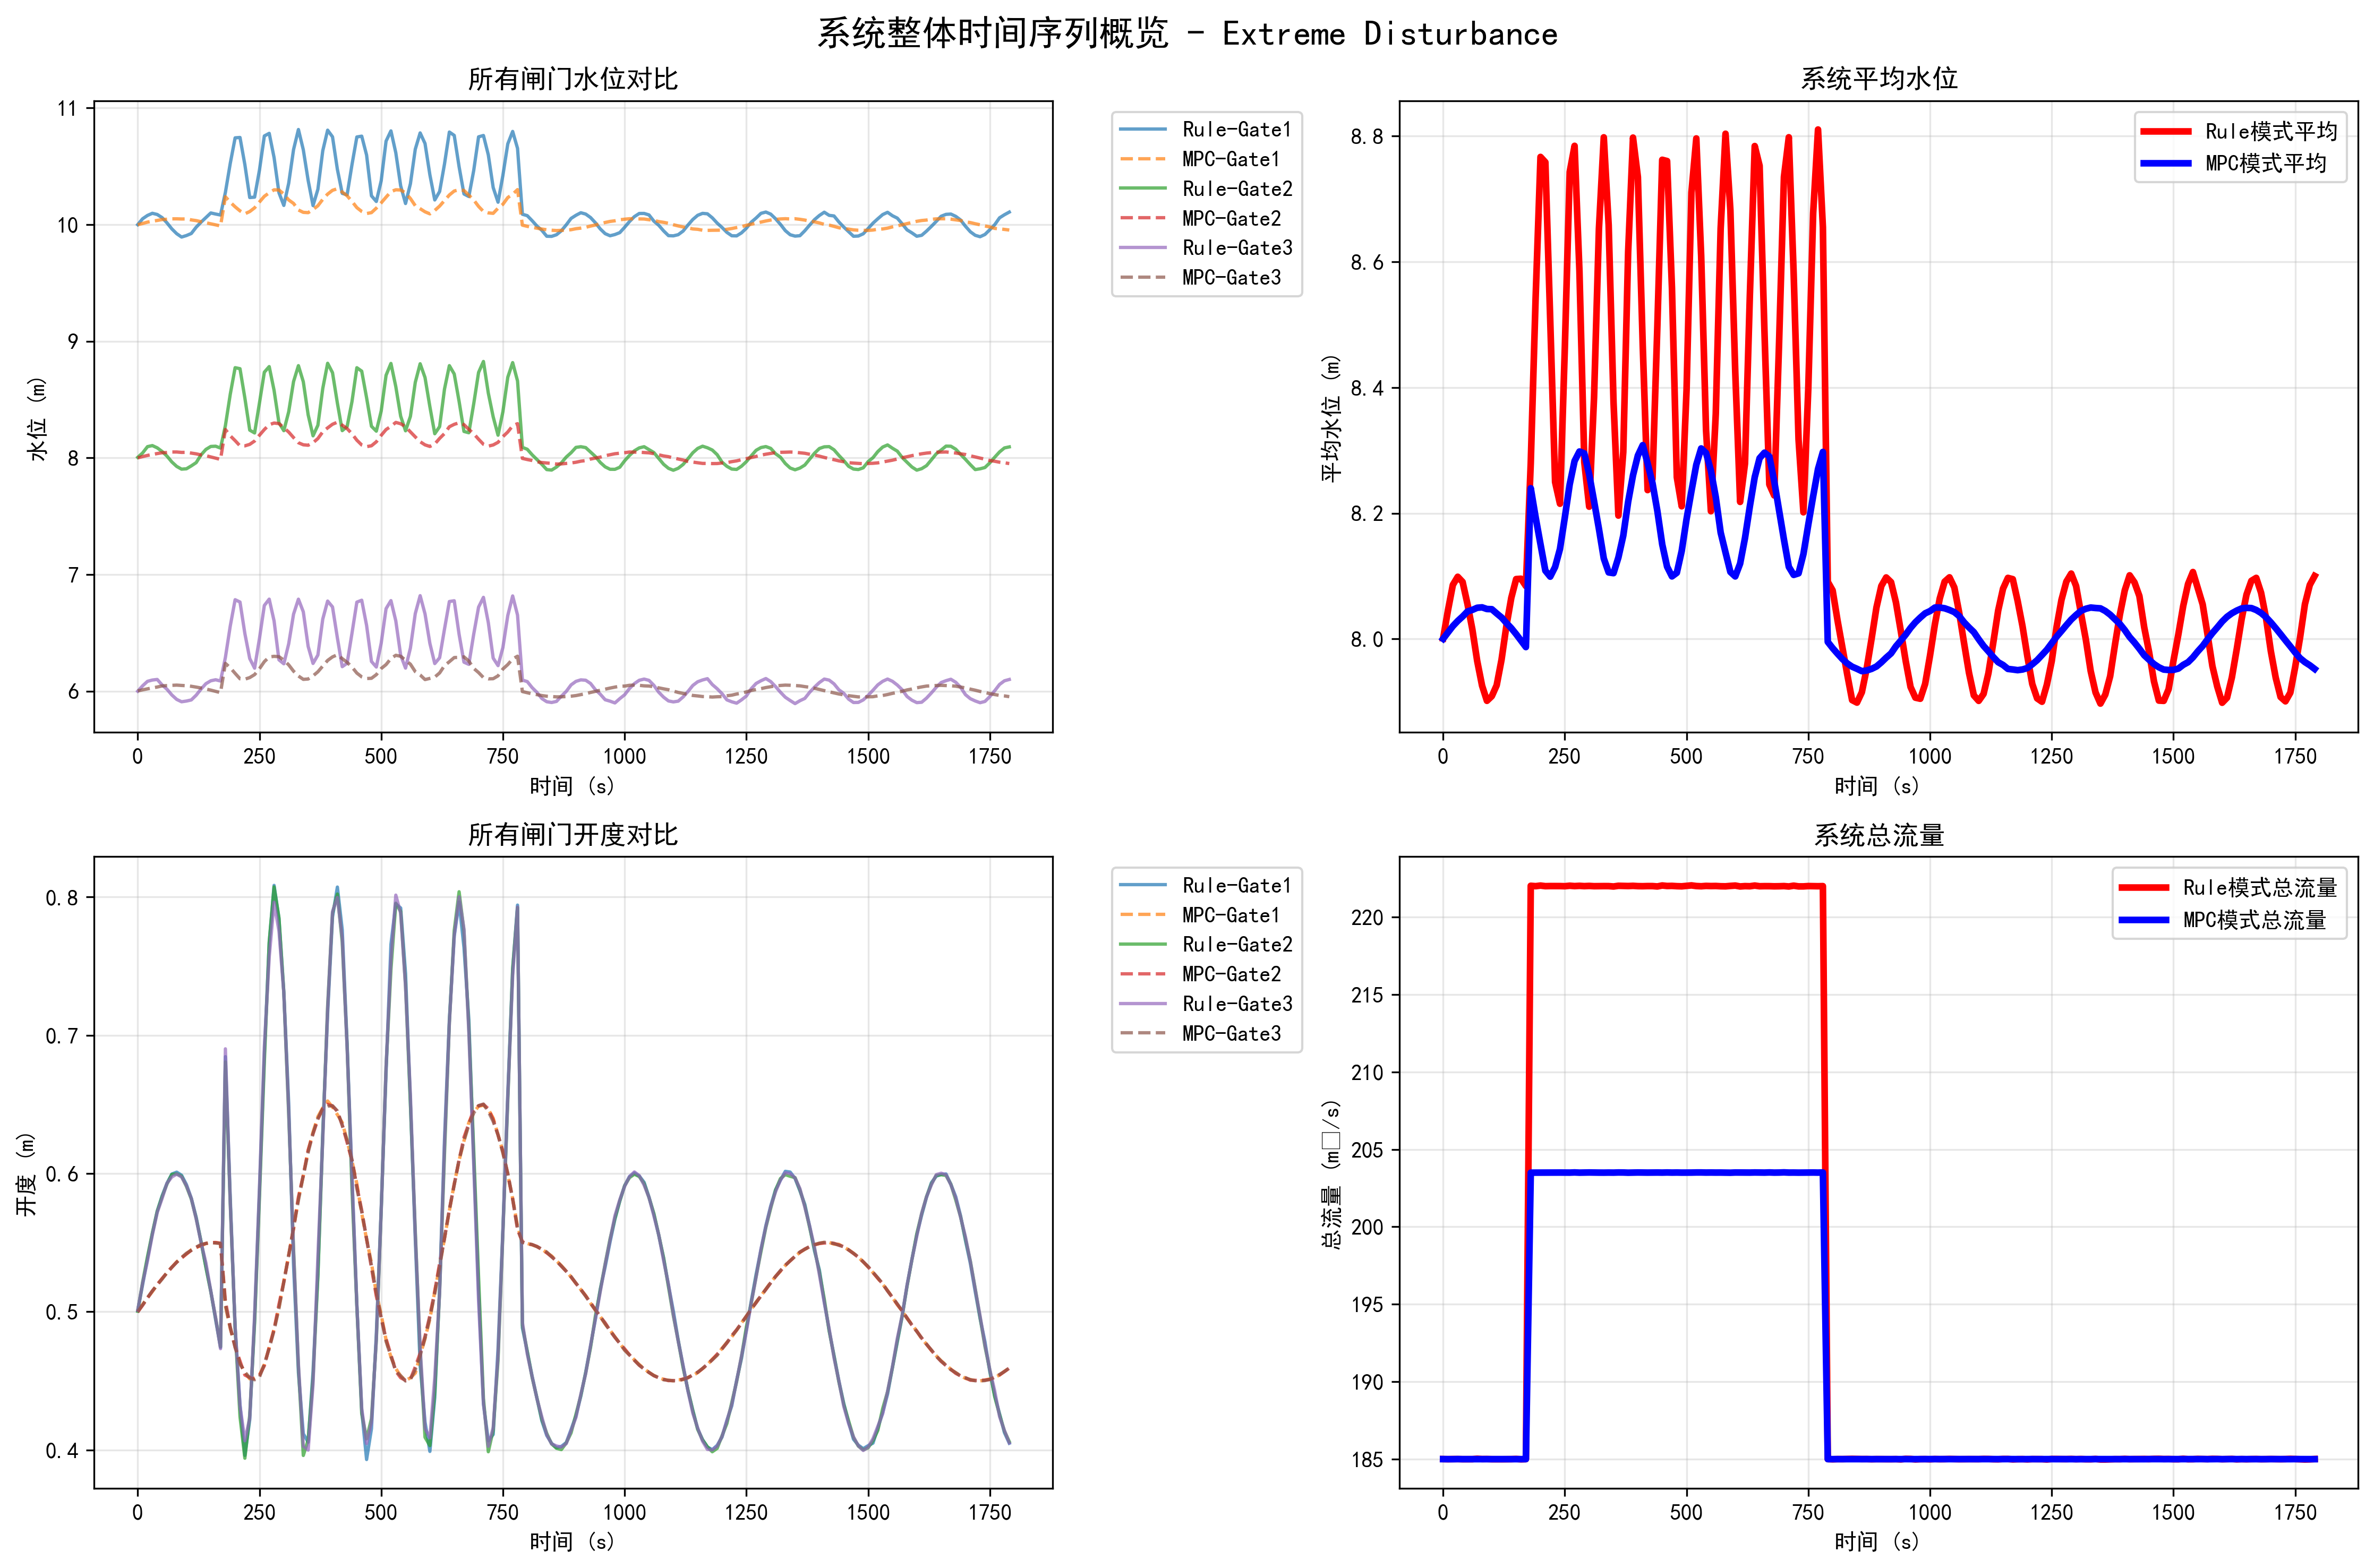 系统整体时间序列概览 - Extreme Disturbance
所有闸门水位对比
11
10
9
8
7
6
水位 (m)
0 250 500 750 1000 1250 1500 1750
时间 (s)
Rule-Gate1
MPC-Gate1
Rule-Gate2
MPC-Gate2
Rule-Gate3
MPC-Gate3
系统平均水位
8.8
8.6
8.4
8.2
8.0
平均水位 (m)
0 250 500 750 1000 1250 1500 1750
时间 (s)
Rule模式平均
MPC模式平均
所有闸门开度对比
0.8
0.7
0.6
0.5
0.4
开度 (m)
0 250 500 750 1000 1250 1500 1750
时间 (s)
Rule-Gate1
MPC-Gate1
Rule-Gate2
MPC-Gate2
Rule-Gate3
MPC-Gate3
系统总流量
220
215
210
205
200
195
190
185
总流量 (m□/s)
0 250 500 750 1000 1250 1500 1750
时间 (s)
Rule模式总流量
MPC模式总流量